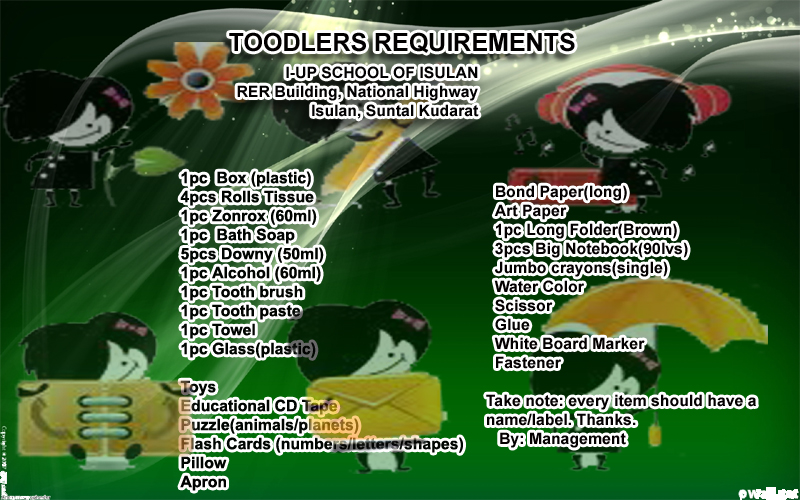 TOODLERS REQUIREMENTS
I-UP SCHOOL OF ISULAN
RER Building, National Highway
Isulan, Suntal Kudarat
1pc Box (plastic)
4pcs Rolls Tissue
1pc Zonrox (60ml)
1pc Bath Soap
5pcs Downy (50ml)
1pc Alcohol (60ml)
1pc Tooth brush
1pc Tooth paste
1pc Towel
1pc Glass(plastic)
Toys
Educational CD Tape
Puzzle(animals/planets)
Flash Cards (numbers/letters/shapes)
Pillow
Apron
Bond Paper(long)
Art Paper
1pc Long Folder(Brown)
3pcs Big Notebook(90lvs)
Jumbo crayons(single)
Water Color
Scissor
Glue
White Board Marker
Fastener
Take note: every item should have a
name/label. Thanks.
By: Management